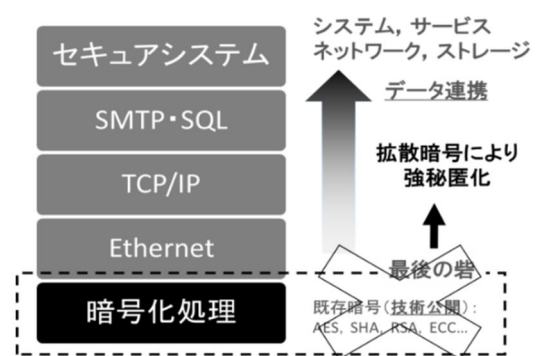 セキュアシステム
SMTP・SQL
TCP/IP
Ethernet
暗号化処理
システム, サービス
ネットワーク, ストレージ
データ連携
拡散暗号により
強秘匿化
最後の砦
既存暗号(技術公開):
AES, SHA, RSA, ECC...